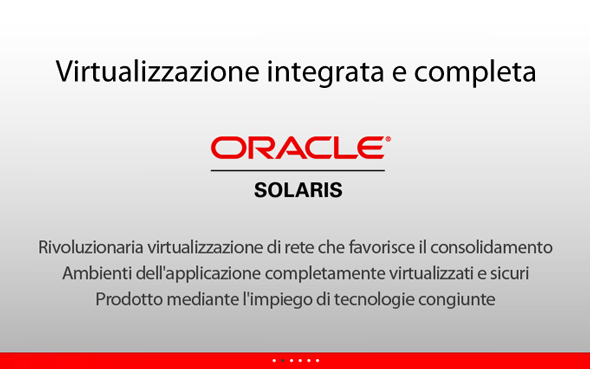 Virtualizzazione integrata e completa
ORACLE®
SOLARIS
Rivoluzionaria virtualizzazione di rete che favorisce il consolidamento
Ambienti dell'applicazione completamente virtualizzati e sicuri
Prodotto mediante l'impiego di tecnologie congiunte